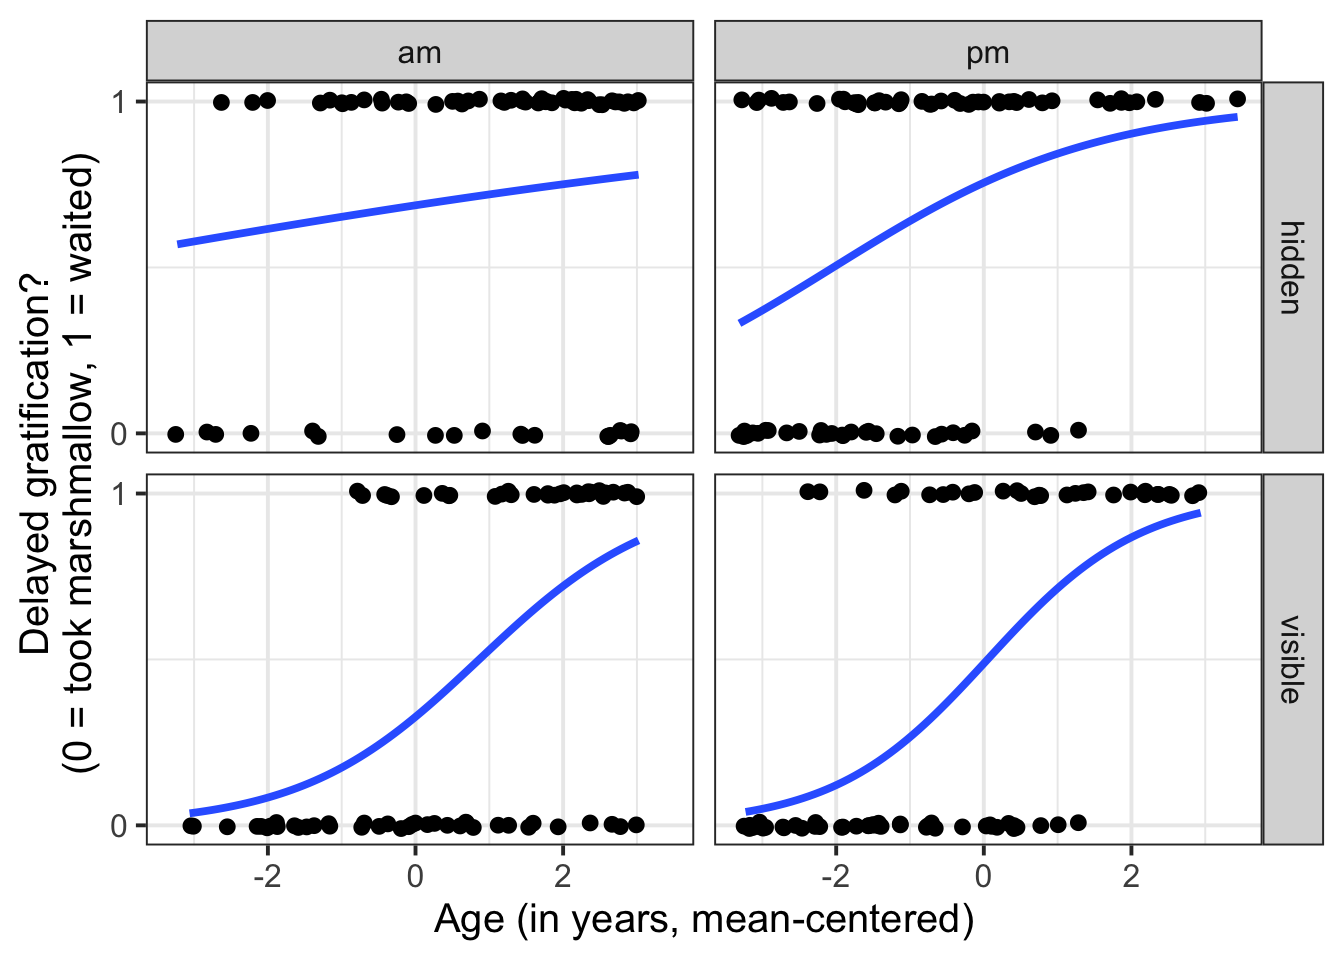 am
pm
1
0
hidden
1
0
visible
-2
0
2
-2
0
2
Age (in years, mean-centered)
Delayed gratification?
(0 = took marshmallow, 1 = waited)